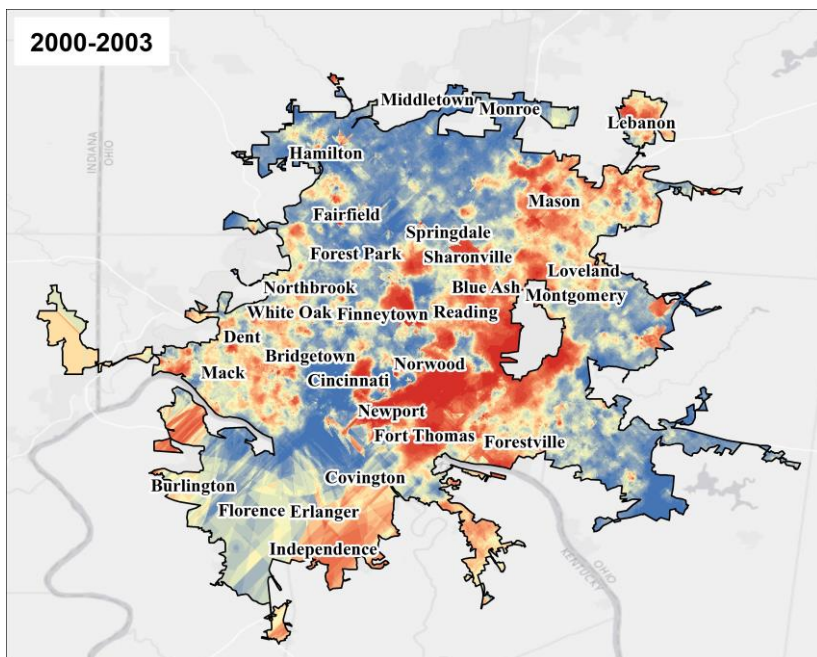 2000-2003
Middletown
Monroe
Lebanon
INDIANA
OHIO
Hamilton
Mason
Fairfield
Springdale
Forest Park
Sharonville
Loveland
Northbrook
Blue Ash
Montgomery
White Oak
Finneytown
Reading
Dent
Bridgetown
Norwood
Mack
Cincinnati
Newport
Fort Thomas
Forestville
Covington
Burlington
Florence
Erlanger
Independence
OHIO
KENTUCKY